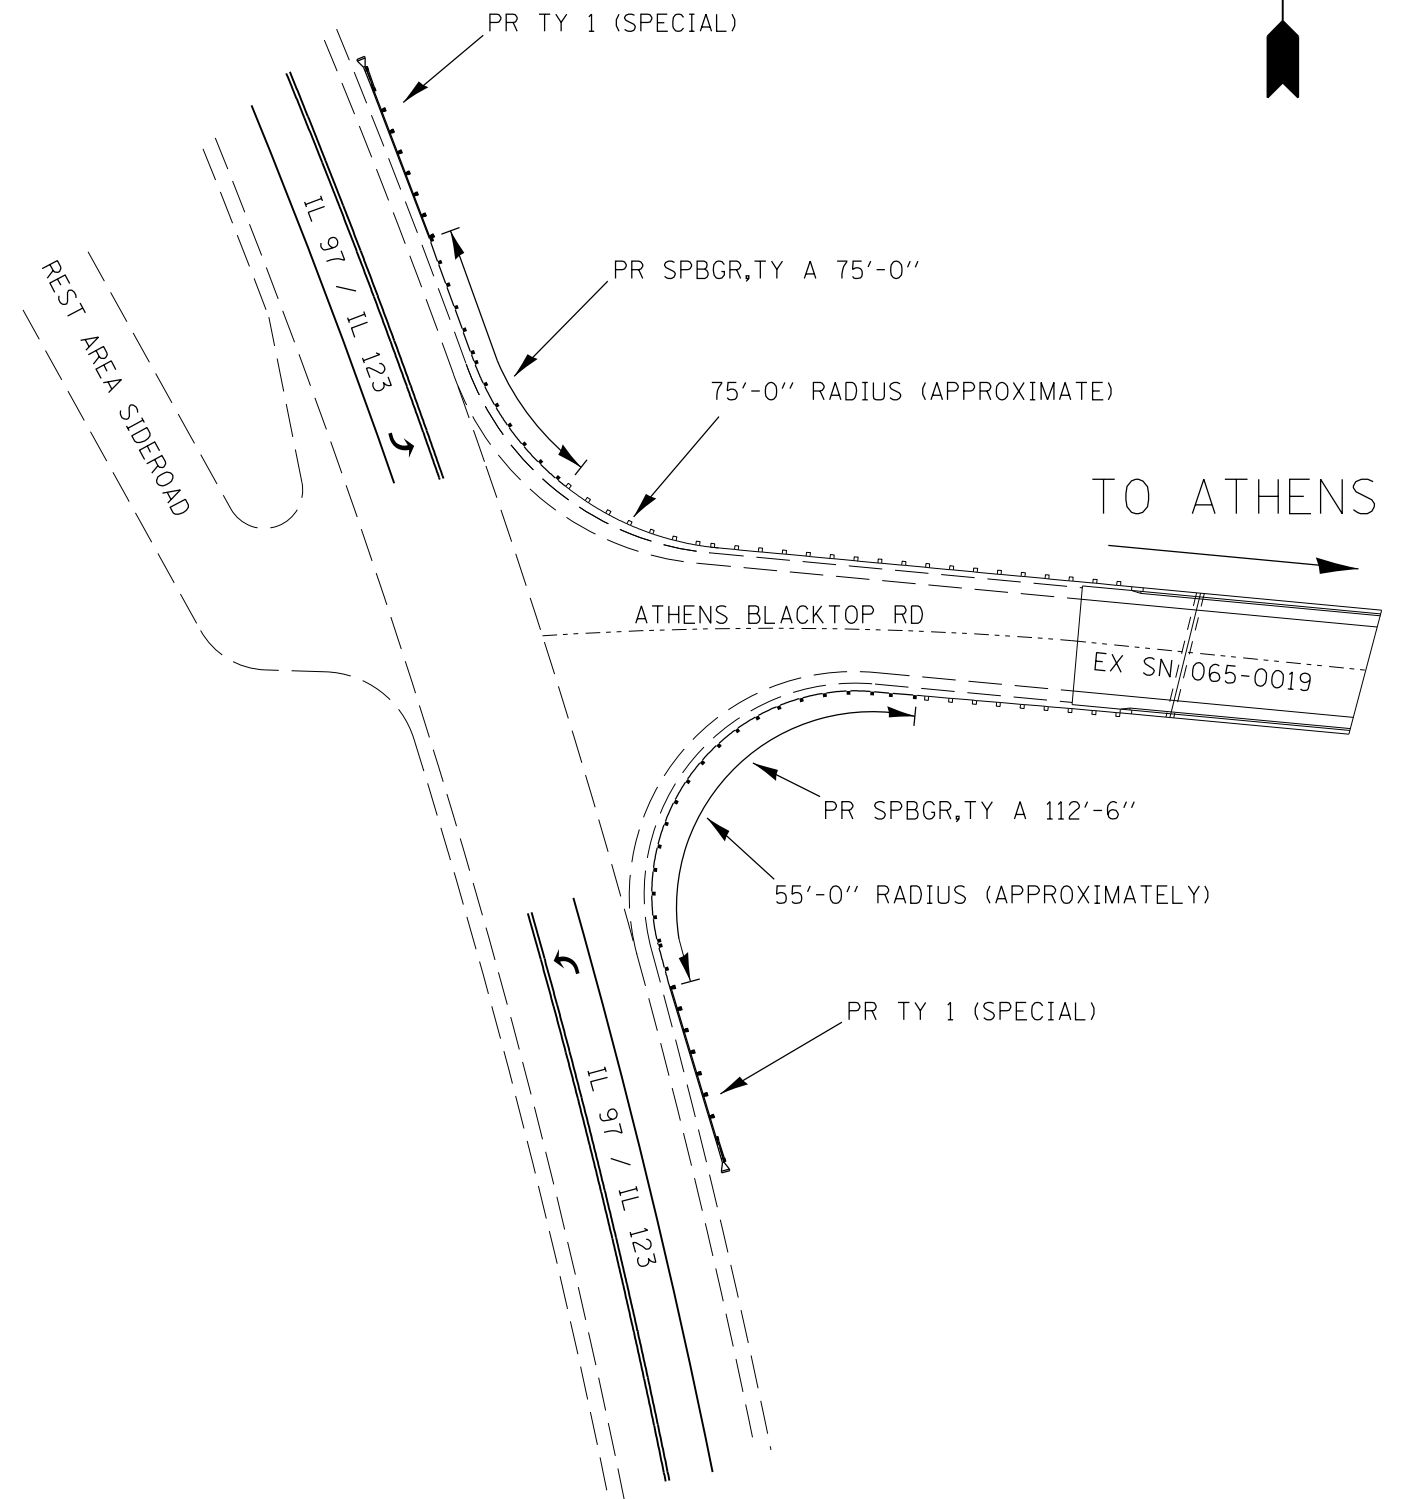 PR TY 1 (SPECIAL)
IL 97 / IL 123
PR SPBGR,TY A 75'-0"
REST AREA SIDEROAD
75'-0" RADIUS (APPROXIMATE)
TO ATHENS
ATHENS BLACKTOP RD
EX SN 065-0019
PR SPBGR,TY A 112'-6"
55'-0" RADIUS (APPROXIMATELY)
PR TY 1 (SPECIAL)
IL 97 / IL 123